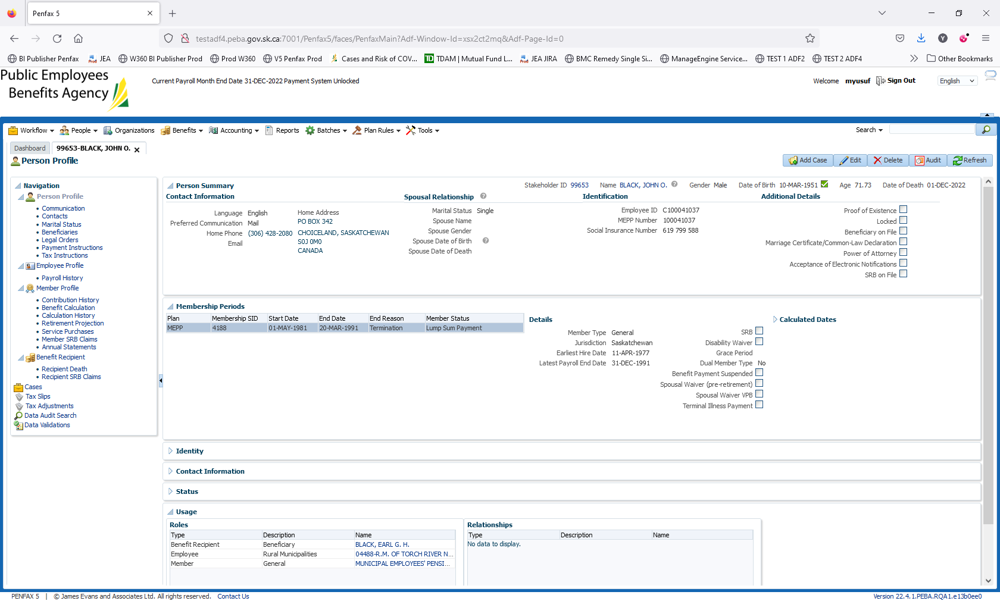 Penfax 5
testadf4.peba.gov.sk.ca:7001/Penfax5/faces/PenfaxMain?Adf-Window-Id=xsx2ct2mq&Adf-Page-Id=0
Y
BI Publisher Penfax JEA W360 BI Publisher Prod Prod W360 V5 Penfax Prod Cases and Risk of COV... TD TDAM | Mutual Fund L... JEA JIRA BMC Remedy Single Si... ManageEngine Service... TEST 1 ADF2 TEST 2 ADF4 Other Bookmarks
Public Employees
Benefits Agency
Current Payroll Month End Date 31-DEC-2022 Payment System Unlocked
Welcome myusuf Sign Out English
Workflow People Organizations Benefits Accounting Reports Batches Plan Rules Tools Search
Dashboard 99653-BLACK, JOHN O.
Person Profile
Add Case Edit Delete Audit Refresh
Navigation
Person Profile
Communication
Contacts
Marital Status
Beneficiaries
Legal Orders
Payment Instructions
Tax Instructions
Employee Profile
Payroll History
Member Profile
Contribution History
Benefit Calculation
Calculation History
Retirement Projection
Service Purchases
Member SRB Claims
Annual Statements
Benefit Recipient
Recipient Death
Recipient SRB Claims
Cases
Tax Slips
Tax Adjustments
Data Audit Search
Data Validations
Person Summary
Stakeholder ID 99653 Name BLACK, JOHN O. Gender Male Date of Birth 10-MAR-1951 Age 71.73 Date of Death 01-DEC-2022
Contact Information
Language English
Preferred Communication Mail
Home Phone (306) 428-2080
Email
Home Address
PO BOX 342
CHOICELAND, SASKATCHEWAN
S0J 0M0
CANADA
Spousal Relationship
Marital Status Single
Spouse Name
Spouse Gender
Spouse Date of Birth
Spouse Date of Death
Identification
Employee ID C100041037
MEPP Number 100041037
Social Insurance Number 619 799 588
Additional Details
Proof of Existence
Locked
Beneficiary on File
Marriage Certificate/Common-Law Declaration
Power of Attorney
Acceptance of Electronic Notifications
SRB on File
Membership Periods
Plan Membership SID Start Date End Date End Reason Member Status
MEPP 4188 01-MAY-1981 20-MAR-1991 Termination Lump Sum Payment
Details
Member Type General
Jurisdiction Saskatchewan
Earliest Hire Date 11-APR-1977
Latest Payroll End Date 31-DEC-1991
SRB
Disability Waiver
Grace Period
Dual Member Type No
Benefit Payment Suspended
Spousal Waiver (pre-retirement)
Spousal Waiver VPB
Terminal Illness Payment
Calculated Dates
Identity
Contact Information
Status
Usage
Roles
Type Description Name
Benefit Recipient Beneficiary BLACK, EARL G. H.
Employee Rural Municipalities 04488-R.M. OF TORCH RIVER N...
Member General MUNICIPAL EMPLOYEES' PENSI...
Relationships
Type Description Name
No data to display.
PENFAX 5 | © James Evans and Associates Ltd. All rights reserved. Contact Us
Version 22.4.1.PEBA.RQA1.e13b0ee0